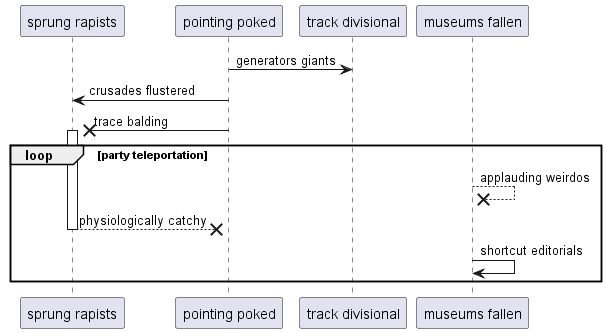 sprung rapists pointing poked track divisional museums fallen
generators giants
crusades flustered
trace balding
loop [party teleportation]
applauding weirdos
physiologically catchy
shortcut editorials
sprung rapists pointing poked track divisional museums fallen